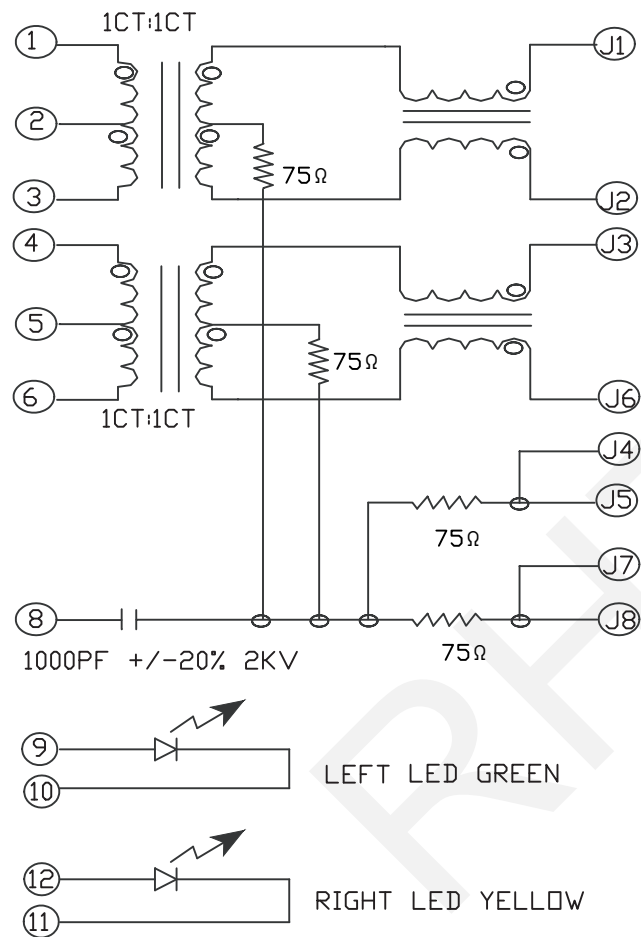 1CT:1CT
1
J1
2
75Ω
3
J2
4
J3
5
75Ω
6
J6
1CT:1CT
J4
J5
75Ω
J7
8
J8
1000PF +/-20% 2KV
75Ω
9
LEFT LED GREEN
10
12
RIGHT LED YELLOW
11